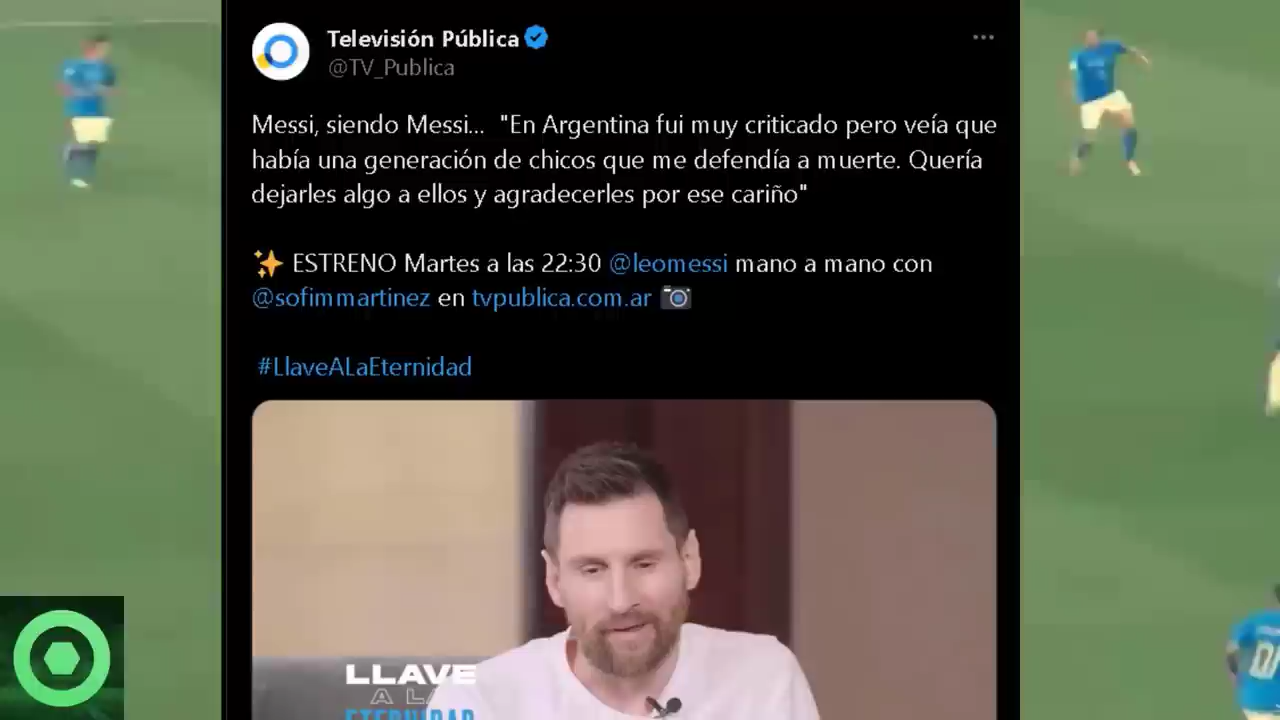 Televisión Pública
@TV_Publica
Messi, siendo Messi... "En Argentina fui muy criticado pero veía que
había una generación de chicos que me defendía a muerte. Quería
dejarles algo a ellos y agradecerles por ese cariño"
✨ ESTRENO Martes a las 22:30 @leomessi mano a mano con
@sofimmartinez en tvpublica.com.ar 📷
#LlaveALaEternidad
LLAVE
A LA
ETERNIDAD